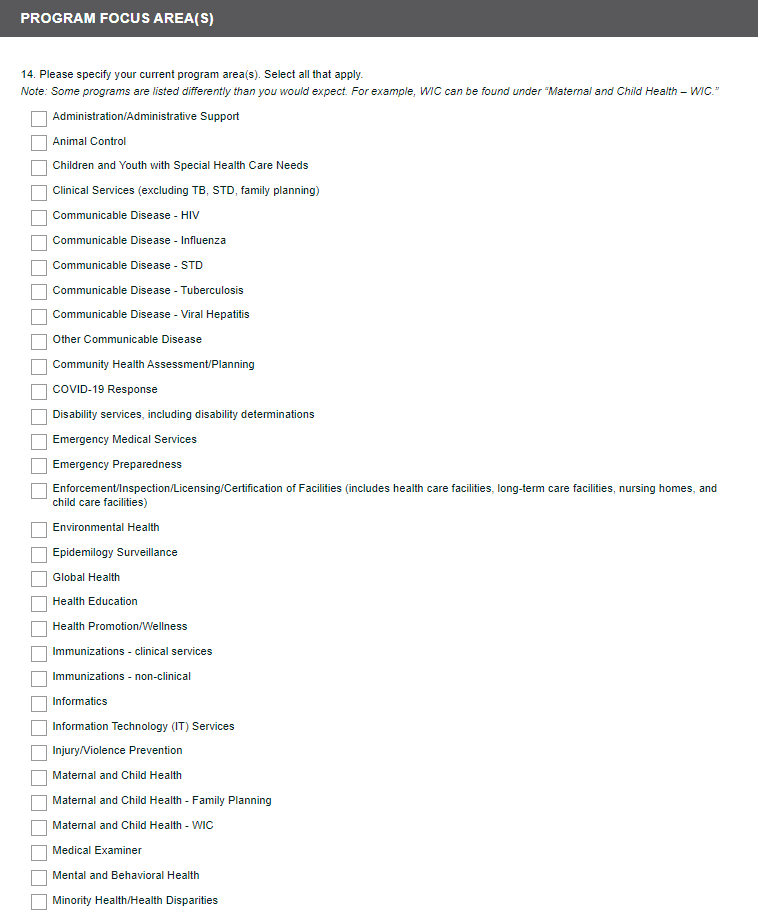 PROGRAM FOCUS AREA(S)
14. Please specify your current program area(s). Select all that apply.
Note: Some programs are listed differently than you would expect. For example, WIC can be found under “Maternal and Child Health – WIC.”
Administration/Administrative Support
Animal Control
Children and Youth with Special Health Care Needs
Clinical Services (excluding TB, STD, family planning)
Communicable Disease - HIV
Communicable Disease - Influenza
Communicable Disease - STD
Communicable Disease - Tuberculosis
Communicable Disease - Viral Hepatitis
Other Communicable Disease
Community Health Assessment/Planning
COVID-19 Response
Disability services, including disability determinations
Emergency Medical Services
Emergency Preparedness
Enforcement/Inspection/Licensing/Certification of Facilities (includes health care facilities, long-term care facilities, nursing homes, and
child care facilities)
Environmental Health
Epidemilogy Surveillance
Global Health
Health Education
Health Promotion/Wellness
Immunizations - clinical services
Immunizations - non-clinical
Informatics
Information Technology (IT) Services
Injury/Violence Prevention
Maternal and Child Health
Maternal and Child Health - Family Planning
Maternal and Child Health - WIC
Medical Examiner
Mental and Behavioral Health
Minority Health/Health Disparities